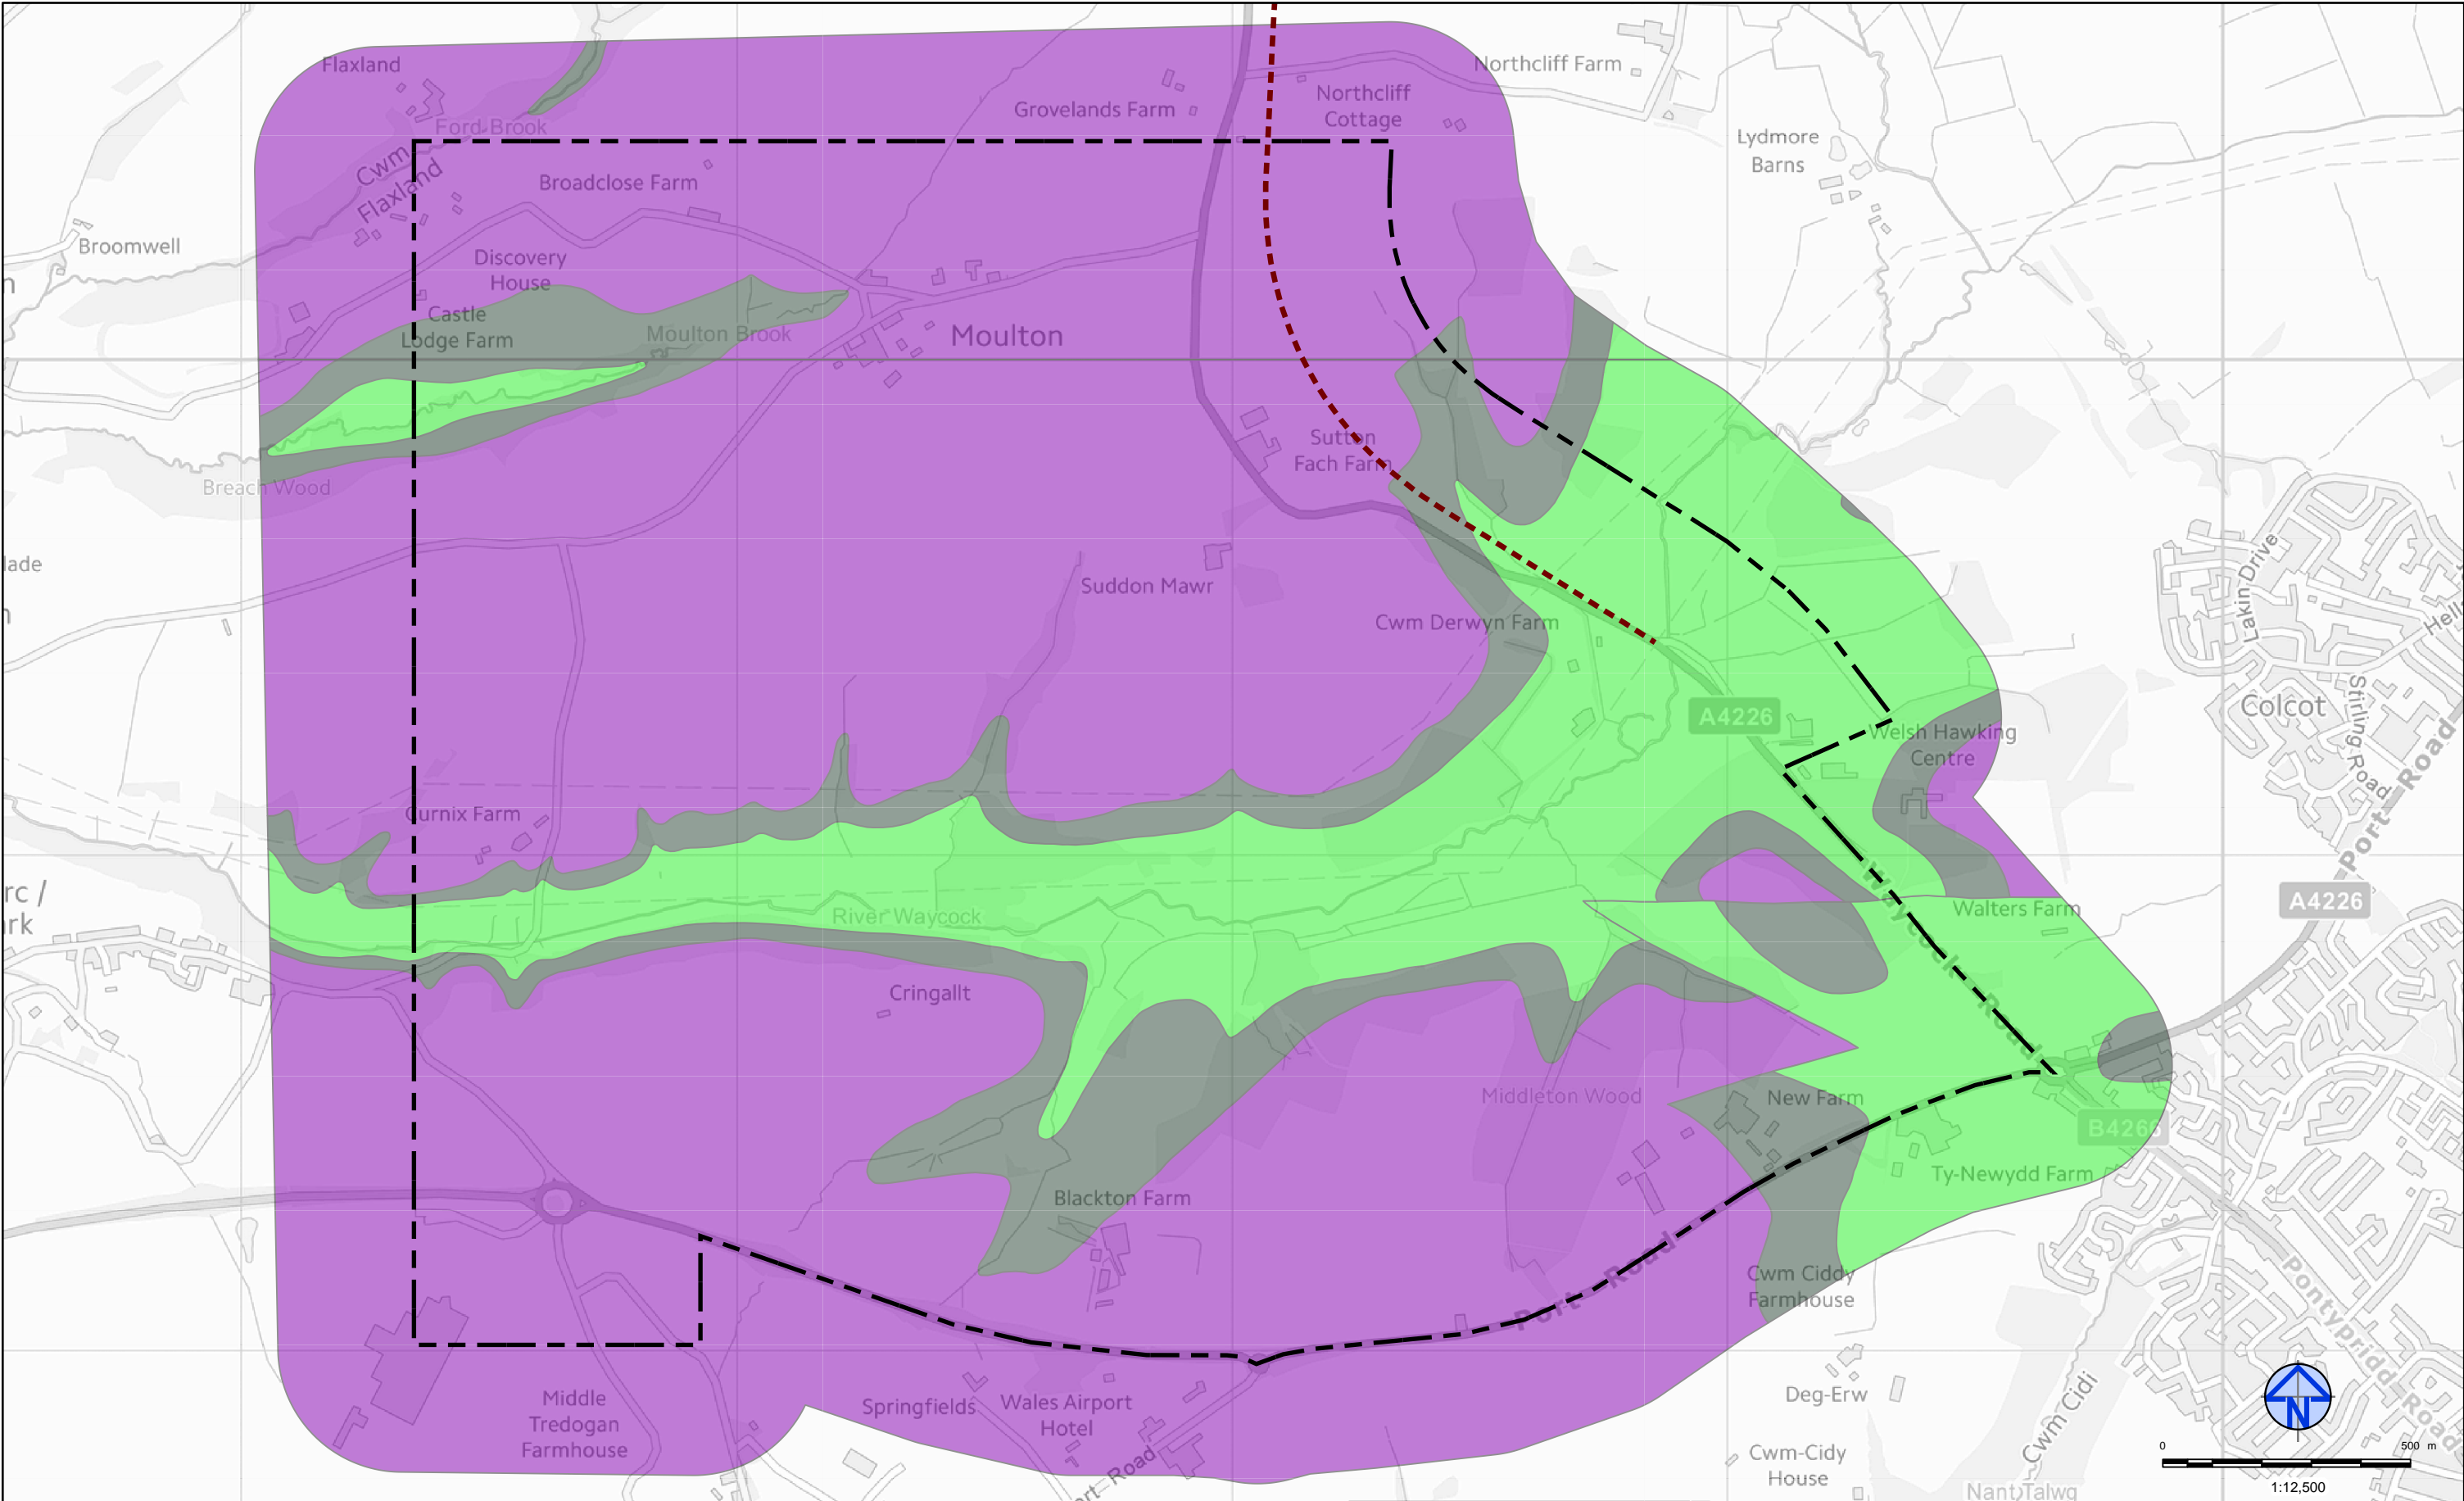 Flaxland
Northcliff Farm
Northcliff
Cottage
Grovelands Farm
Ford Brook
Lydmore
Barns
Cwm
Flaxland
Broadclose Farm
Broomwell
Discovery
House
Castle
Lodge Farm
Moulton Brook
Moulton
Sutton
Fach Farm
Breach Wood
lade
Suddon Mawr
Cwm Derwyn Farm
Lakin Drive
Stirling Road
Colcot
Port Road
A4226
Welsh Hawking
Centre
Curnix Farm
rc /
ark
A4226
River Waycock
Waycock Road
Walters Farm
Cringallt
Middleton Wood
New Farm
B4266
Ty-Newydd Farm
Blackton Farm
Port Road
Cwm Ciddy
Farmhouse
Pontypridd Road
Middle
Tredogan
Farmhouse
Springfields
Wales Airport
Hotel
Deg-Erw
Cwm Cidi
Cwm-Cidy
House
ort Road
Nant Talwg
N
0 500 m
1:12,500